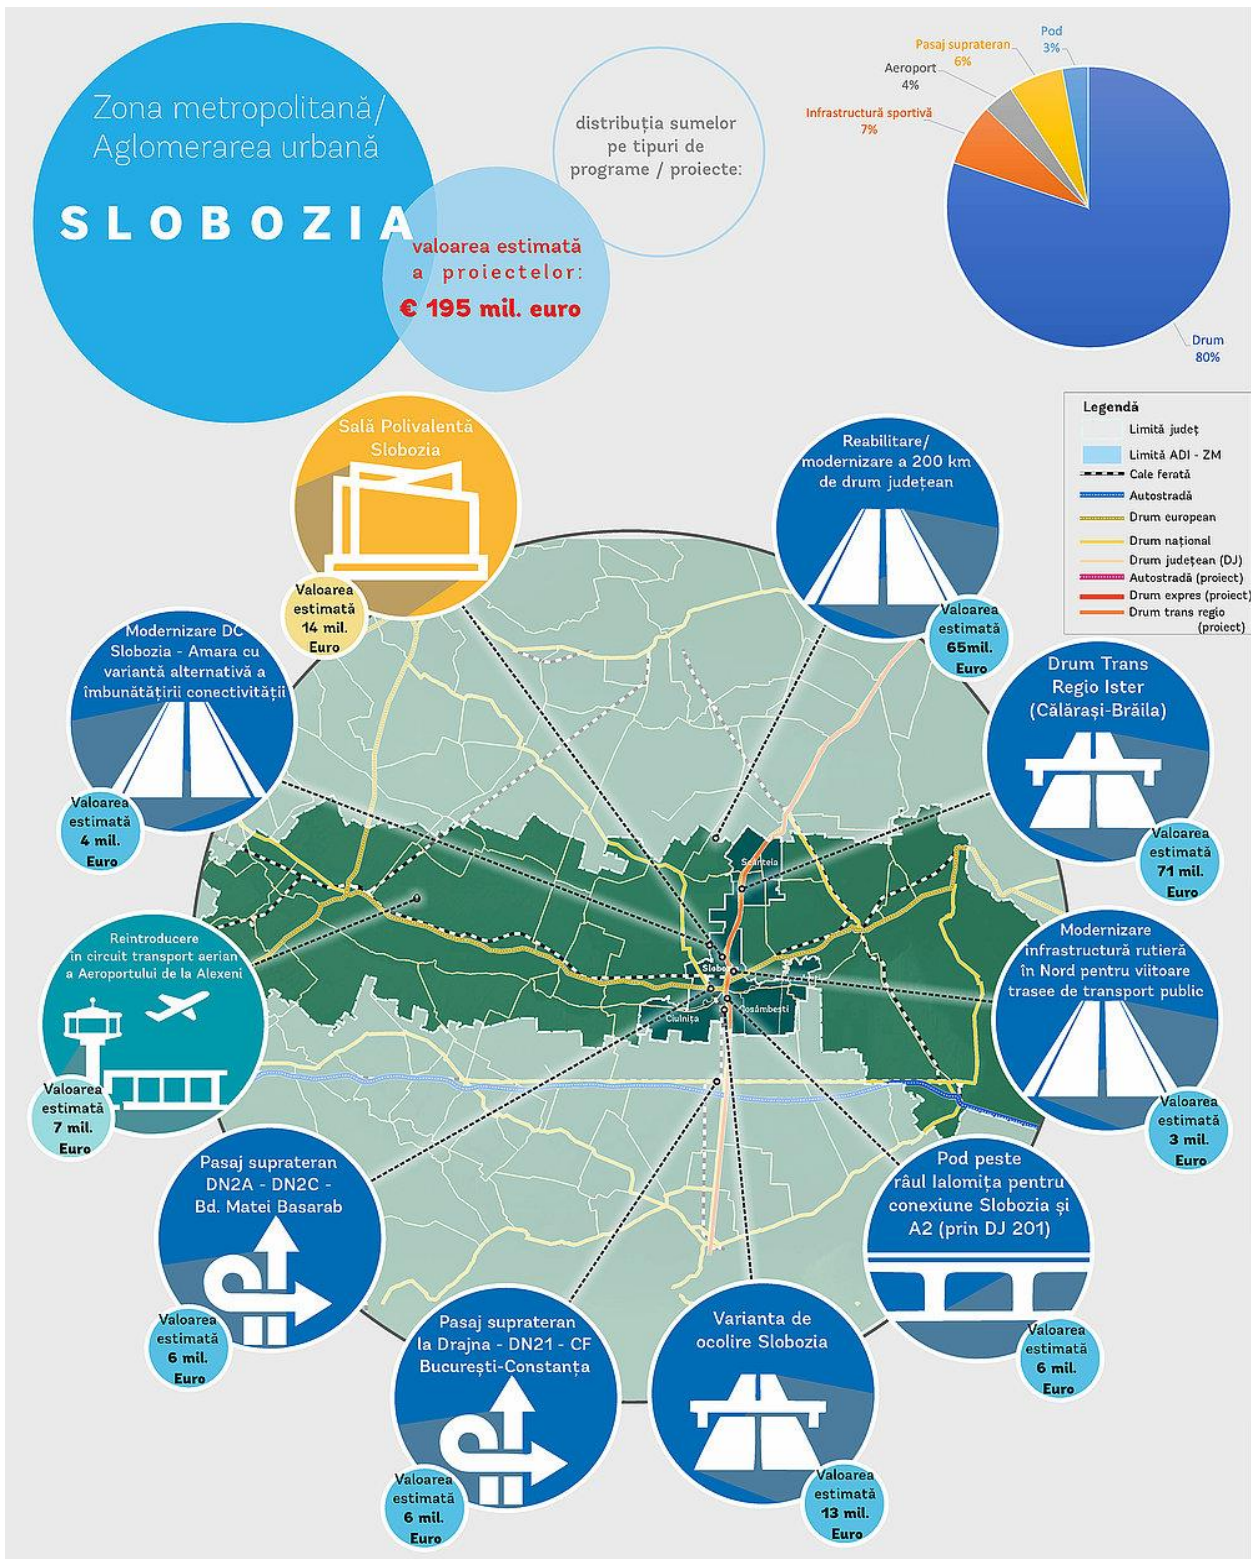 Zona metropolitană/
Aglomerarea urbană
SLOBOZIA
valoarea estimată
a proiectelor:
€ 195 mil. euro
distribuția sumelor
pe tipuri de
programe / proiecte:
Pod
3%
Pasaj suprateran
6%
Aeroport
4%
Infrastructură sportivă
7%
Drum
80%
Legendă
Limită județ
Limită ADI - ZM
Cale ferată
Autostradă
Drum european
Drum național
Drum județean (DJ)
Autostradă (proiect)
Drum expres (proiect)
Drum trans regio
(proiect)
Sală Polivalentă
Slobozia
Valoarea
estimată
14 mil.
Euro
Reabilitare/
modernizare a 200 km
de drum județean
Valoarea
estimată
65mil.
Euro
Modernizare DC
Slobozia - Amara cu
variantă alternativă a
îmbunătățirii conectivității
Valoarea
estimată
4 mil.
Euro
Drum Trans
Regio Ister
(Călărași-Brăila)
Valoarea
estimată
71 mil.
Euro
Scânteia
Slobo
Ciulnița
Cosâmbești
Reintroducere
în circuit transport aerian
a Aeroportului de la Alexeni
Valoarea
estimată
7 mil.
Euro
Modernizare
infrastructură rutieră
în Nord pentru viitoare
trasee de transport public
Valoarea
estimată
3 mil.
Euro
Pasaj suprateran
DN2A - DN2C -
Bd. Matei Basarab
Valoarea
estimată
6 mil.
Euro
Pod peste
râul Ialomița pentru
conexiune Slobozia și
A2 (prin DJ 201)
Valoarea
estimată
6 mil.
Euro
Pasaj suprateran
la Drajna - DN21 - CF
București-Constanța
Valoarea
estimată
6 mil.
Euro
Varianta de
ocolire Slobozia
Valoarea
estimată
13 mil.
Euro